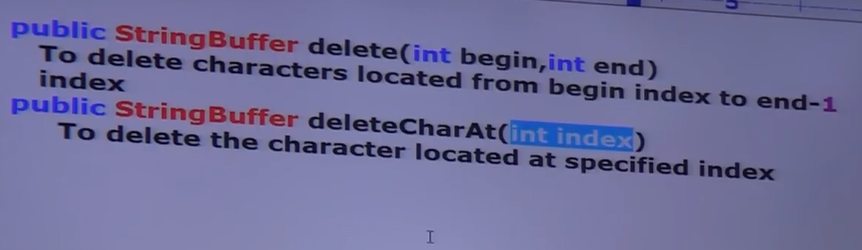 public StringBuffer delete(int begin,int end)
To delete characters located from begin index to end-1
index
public StringBuffer deleteCharAt(int index)
To delete the character located at specified index